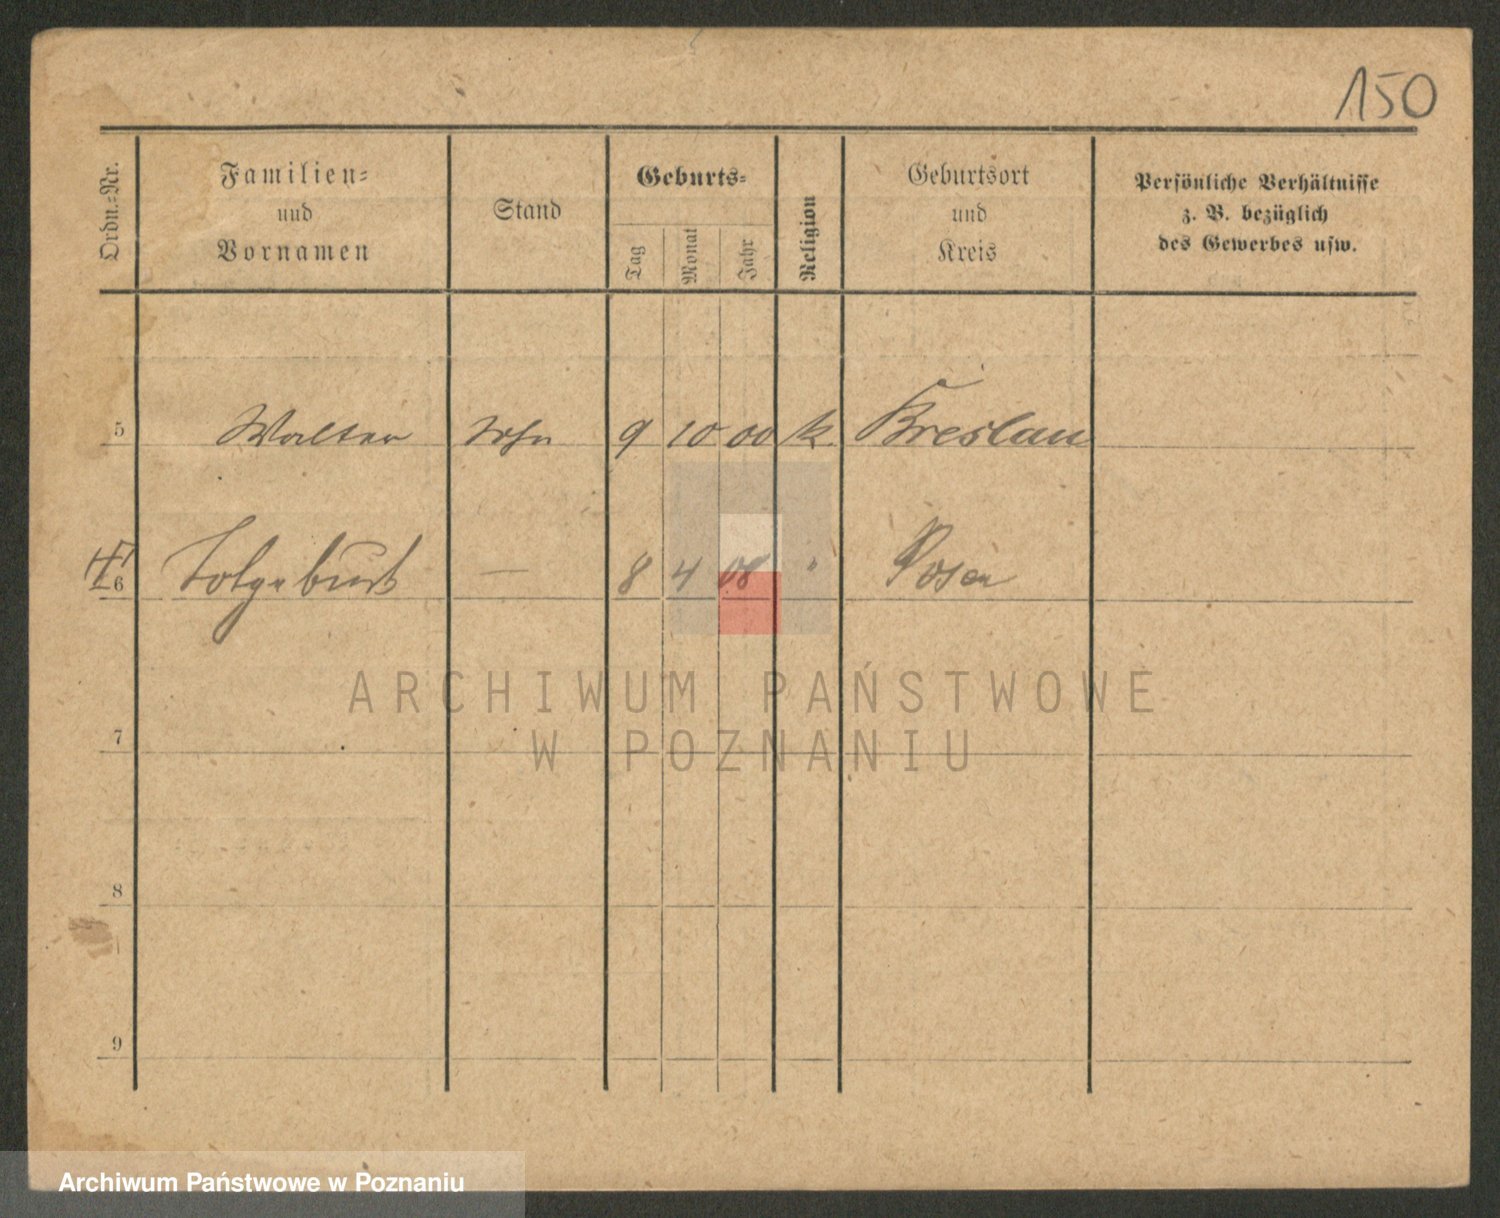 150
Ordn.-Nr.
Familien-
und
Vornamen
Stand
Geburts-
Tag
Monat
Jahr
Religion
Geburtsort
und
Kreis
Persönliche Verhältnisse
z. B. bezüglich
des Gewerbes usw.
5 Walter Sohn 9 10 00 k Breslau
6 Totgeburt — 8 4 08 " Posen
7
8
9
ARCHIWUM PAŃSTWOWE
W POZNANIU
Archiwum Państwowe w Poznaniu